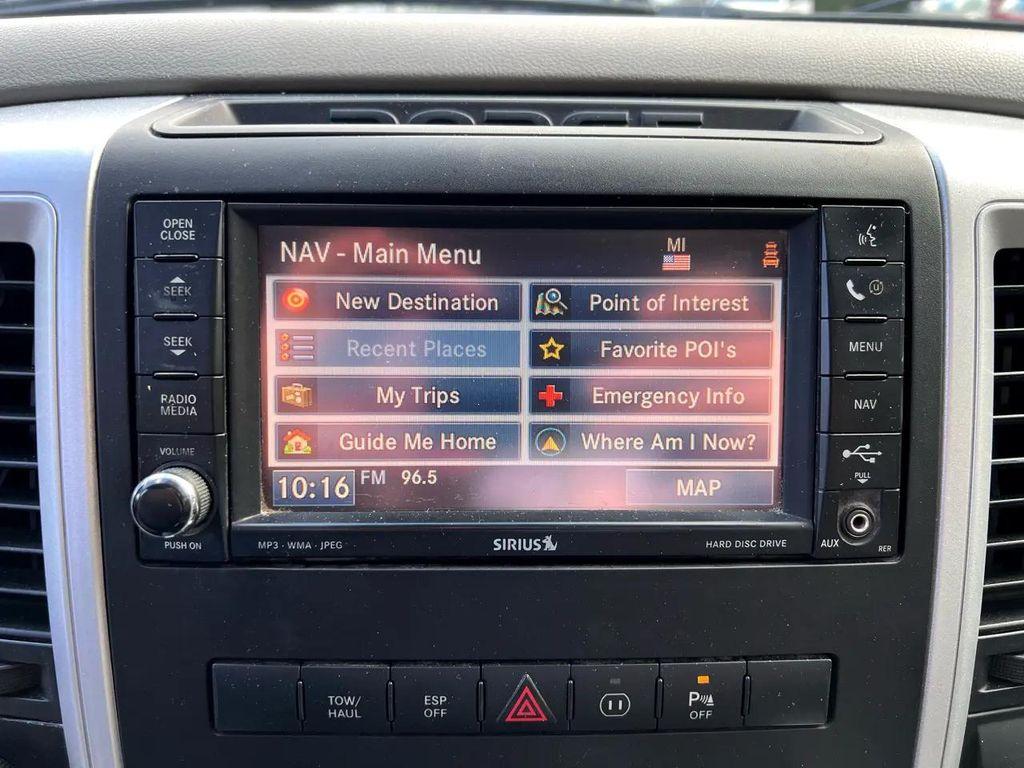 DODGE
OPEN
CLOSE
SEEK
SEEK
RADIO
MEDIA
VOLUME
PUSH ON
NAV - Main Menu
MI
New Destination
Point of Interest
Recent Places
Favorite POI's
My Trips
Emergency Info
Guide Me Home
Where Am I Now?
10:16
FM 96.5
MAP
MP3 · WMA · JPEG
SIRIUS
HARD DISC DRIVE
MENU
NAV
PULL
AUX
RER
TOW/
HAUL
ESP
OFF
P
OFF